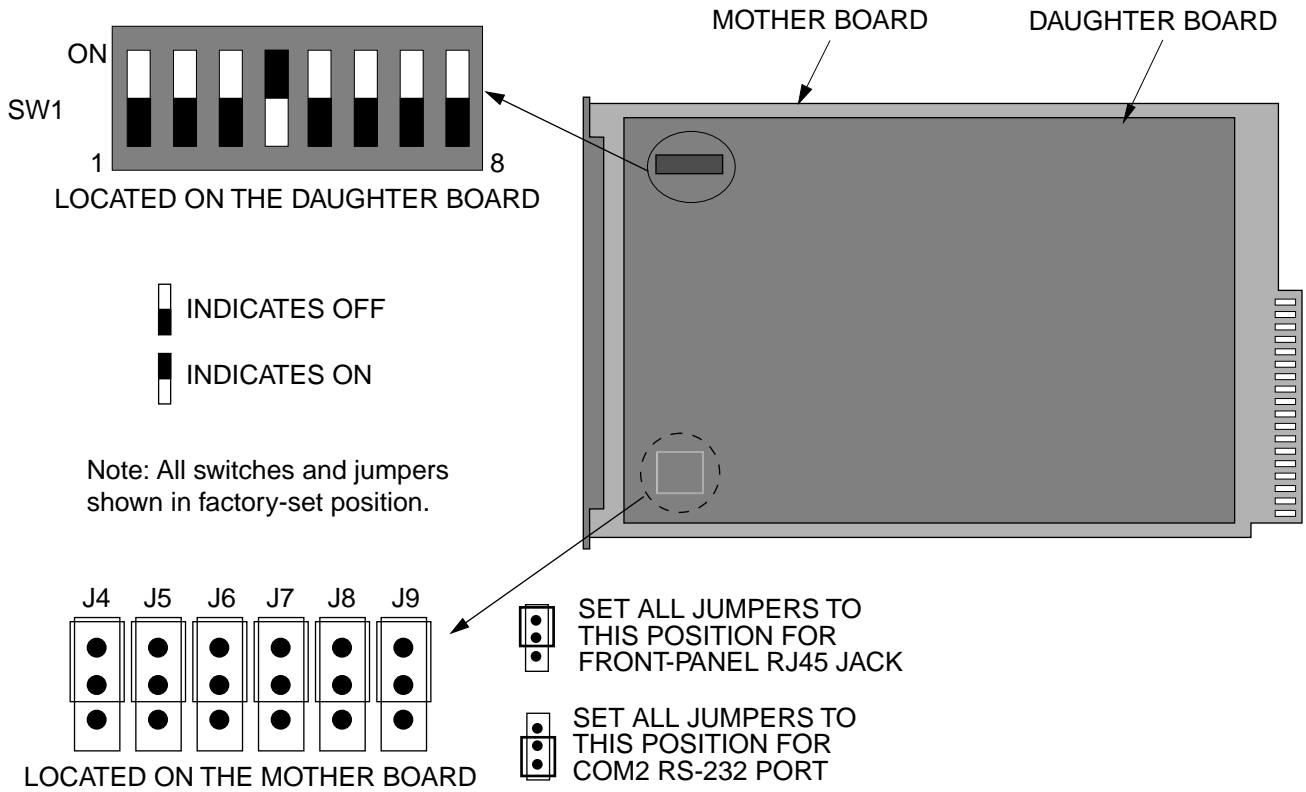 MOTHER BOARD
DAUGHTER BOARD
ON
SW1
1
8
LOCATED ON THE DAUGHTER BOARD
INDICATES OFF
INDICATES ON
Note: All switches and jumpers
shown in factory-set position.
J4 J5 J6 J7 J8 J9
LOCATED ON THE MOTHER BOARD
SET ALL JUMPERS TO
THIS POSITION FOR
FRONT-PANEL RJ45 JACK
SET ALL JUMPERS TO
THIS POSITION FOR
COM2 RS-232 PORT